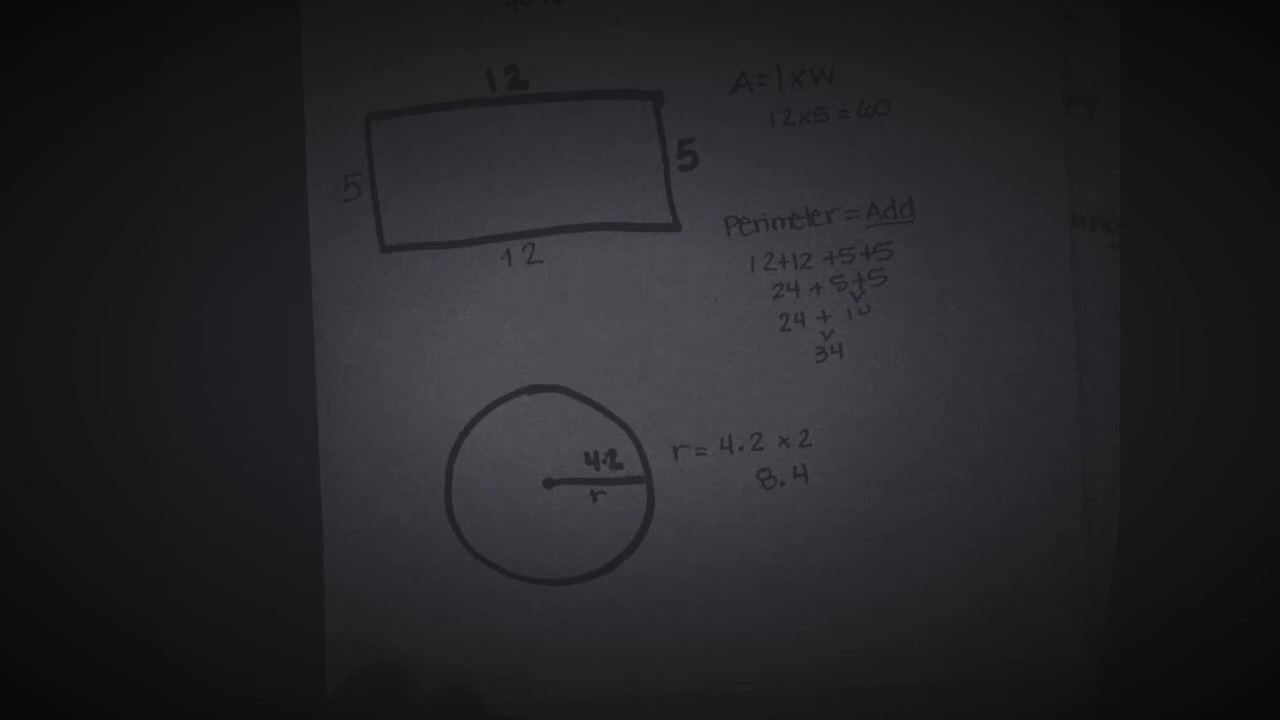 12
5
5
12
A = l x W
12x5 = 60
Perimeter = Add
12+12 +5+5
24 + 5+5
24 + 10
34
4.2
r
r = 4.2 x 2
8.4